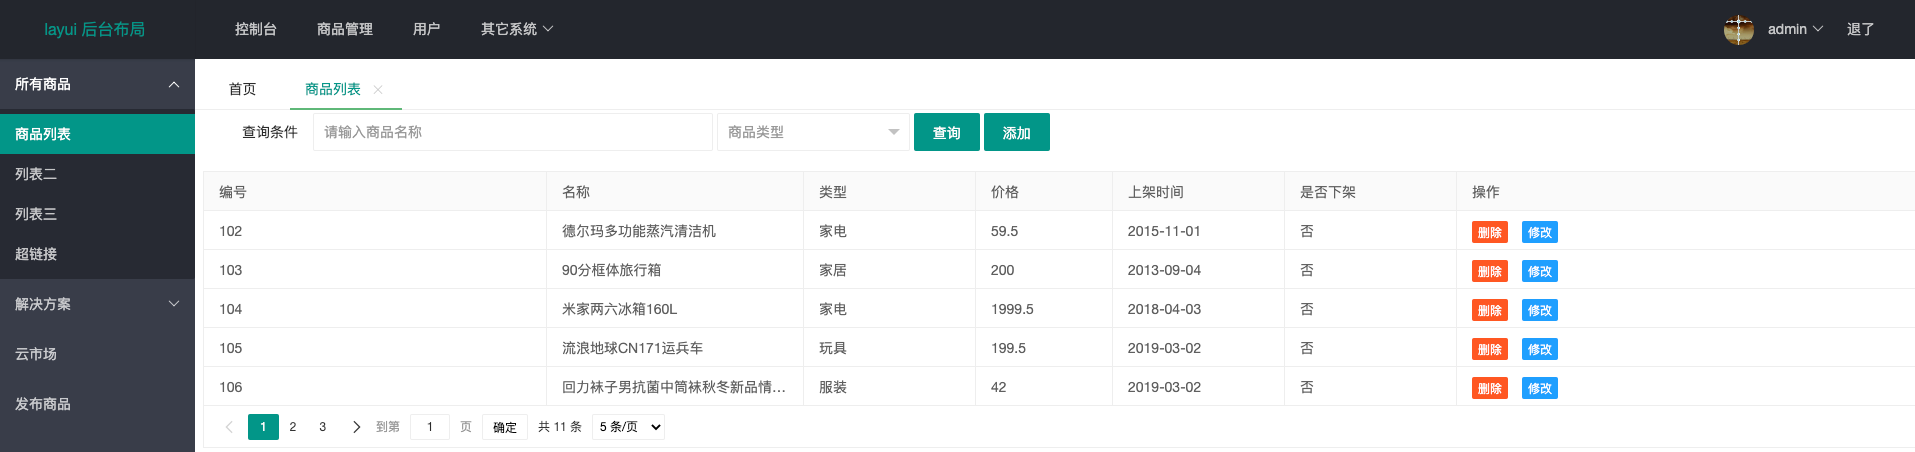 layui 后台布局 控制台 商品管理 用户 其它系统 admin 退了
所有商品
商品列表
列表二
列表三
超链接
解决方案
云市场
发布商品
首页 商品列表
查询条件 请输入商品名称 商品类型 查询 添加
编号 名称 类型 价格 上架时间 是否下架 操作
102 德尔玛多功能蒸汽清洁机 家电 59.5 2015-11-01 否 删除 修改
103 90分框体旅行箱 家居 200 2013-09-04 否 删除 修改
104 米家两六冰箱160L 家电 1999.5 2018-04-03 否 删除 修改
105 流浪地球CN171运兵车 玩具 199.5 2019-03-02 否 删除 修改
106 回力袜子男抗菌中筒袜秋冬新品情... 服装 42 2019-03-02 否 删除 修改
1 2 3 到第 1 页 确定 共 11 条 5 条/页